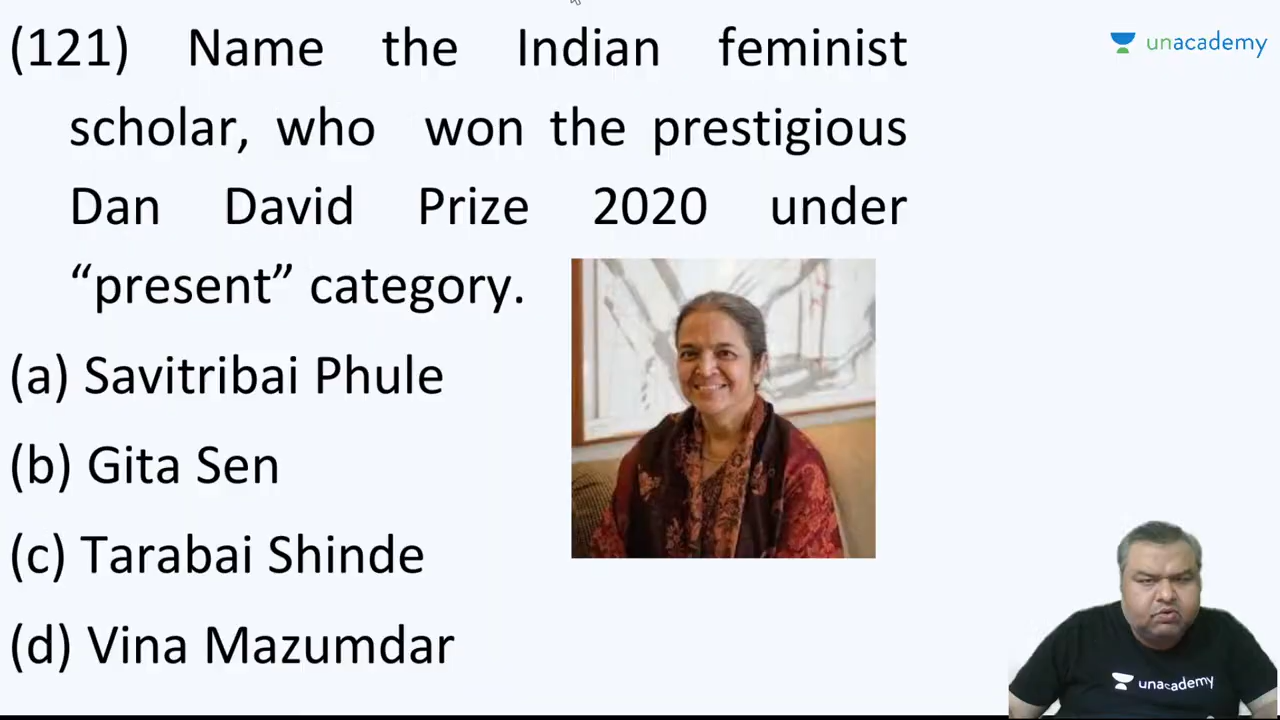 (121) Name the Indian feminist
scholar, who won the prestigious
Dan David Prize 2020 under
“present” category.
(a) Savitribai Phule
(b) Gita Sen
(c) Tarabai Shinde
(d) Vina Mazumdar
unacademy
unacademy